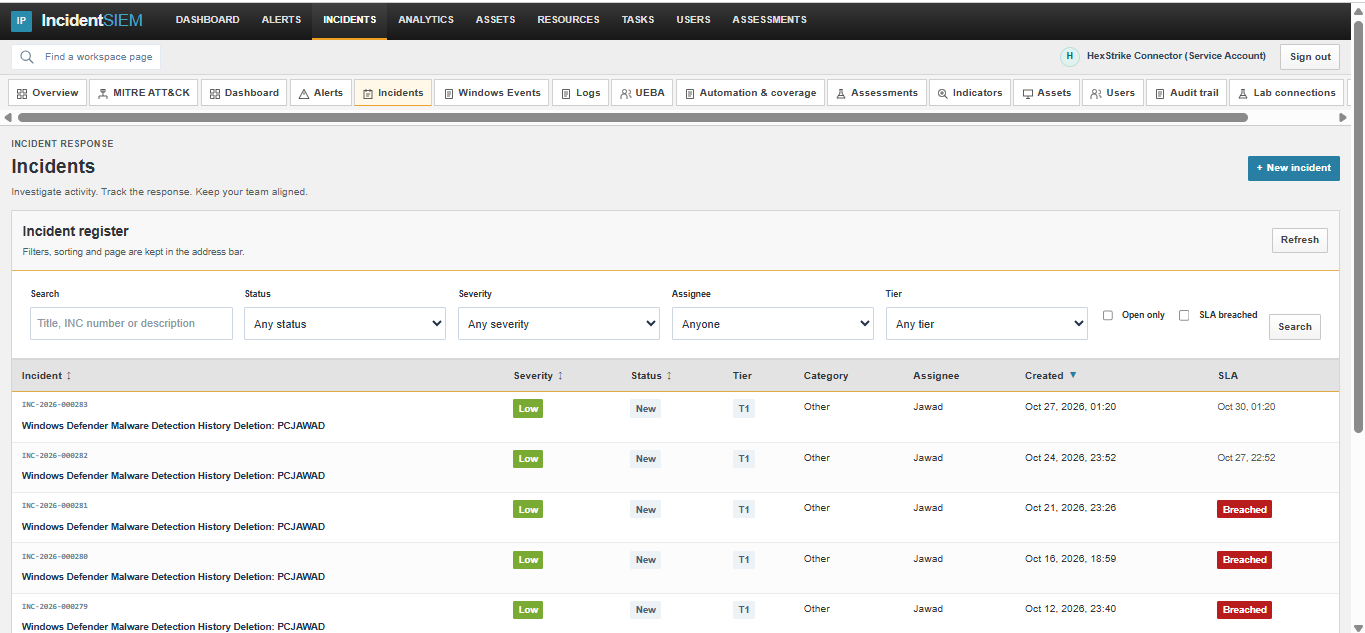 IP IncidentSIEM DASHBOARD ALERTS INCIDENTS ANALYTICS ASSETS RESOURCES TASKS USERS ASSESSMENTS
Find a workspace page H HexStrike Connector (Service Account) Sign out
Overview MITRE ATT&CK Dashboard Alerts Incidents Windows Events Logs UEBA Automation & coverage Assessments Indicators Assets Users Audit trail Lab connections
INCIDENT RESPONSE
Incidents
+ New incident
Investigate activity. Track the response. Keep your team aligned.
Incident register
Filters, sorting and page are kept in the address bar.
Refresh
Search Status Severity Assignee Tier
Title, INC number or description Any status Any severity Anyone Any tier Open only SLA breached Search
Incident ↕ Severity ↕ Status ↕ Tier Category Assignee Created ▼ SLA
INC-2026-000283
Windows Defender Malware Detection History Deletion: PCJAWAD Low New T1 Other Jawad Oct 27, 2026, 01:20 Oct 30, 01:20
INC-2026-000282
Windows Defender Malware Detection History Deletion: PCJAWAD Low New T1 Other Jawad Oct 24, 2026, 23:52 Oct 27, 22:52
INC-2026-000281
Windows Defender Malware Detection History Deletion: PCJAWAD Low New T1 Other Jawad Oct 21, 2026, 23:26 Breached
INC-2026-000280
Windows Defender Malware Detection History Deletion: PCJAWAD Low New T1 Other Jawad Oct 16, 2026, 18:59 Breached
INC-2026-000279
Windows Defender Malware Detection History Deletion: PCJAWAD Low New T1 Other Jawad Oct 12, 2026, 23:40 Breached